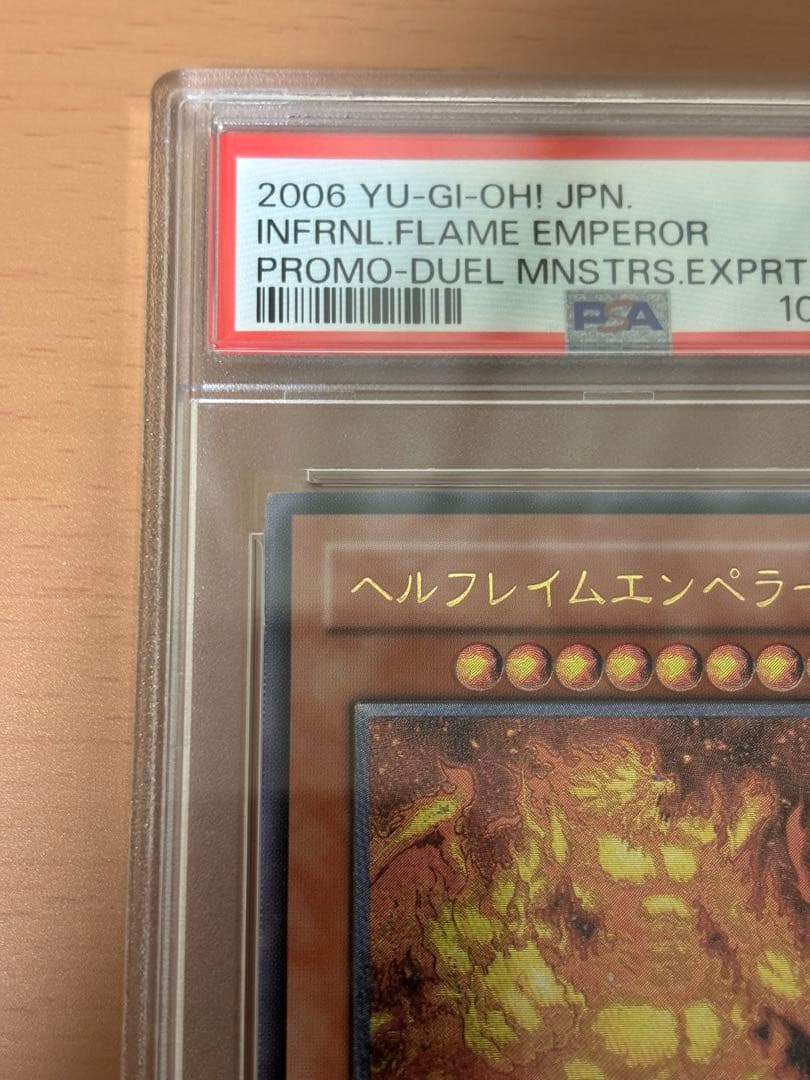 2006 YU-GI-OH! JPN.
INFRNL.FLAME EMPEROR
PROMO-DUEL MNSTRS.EXPRT
PSA
10
ヘルフレイムエンペラー